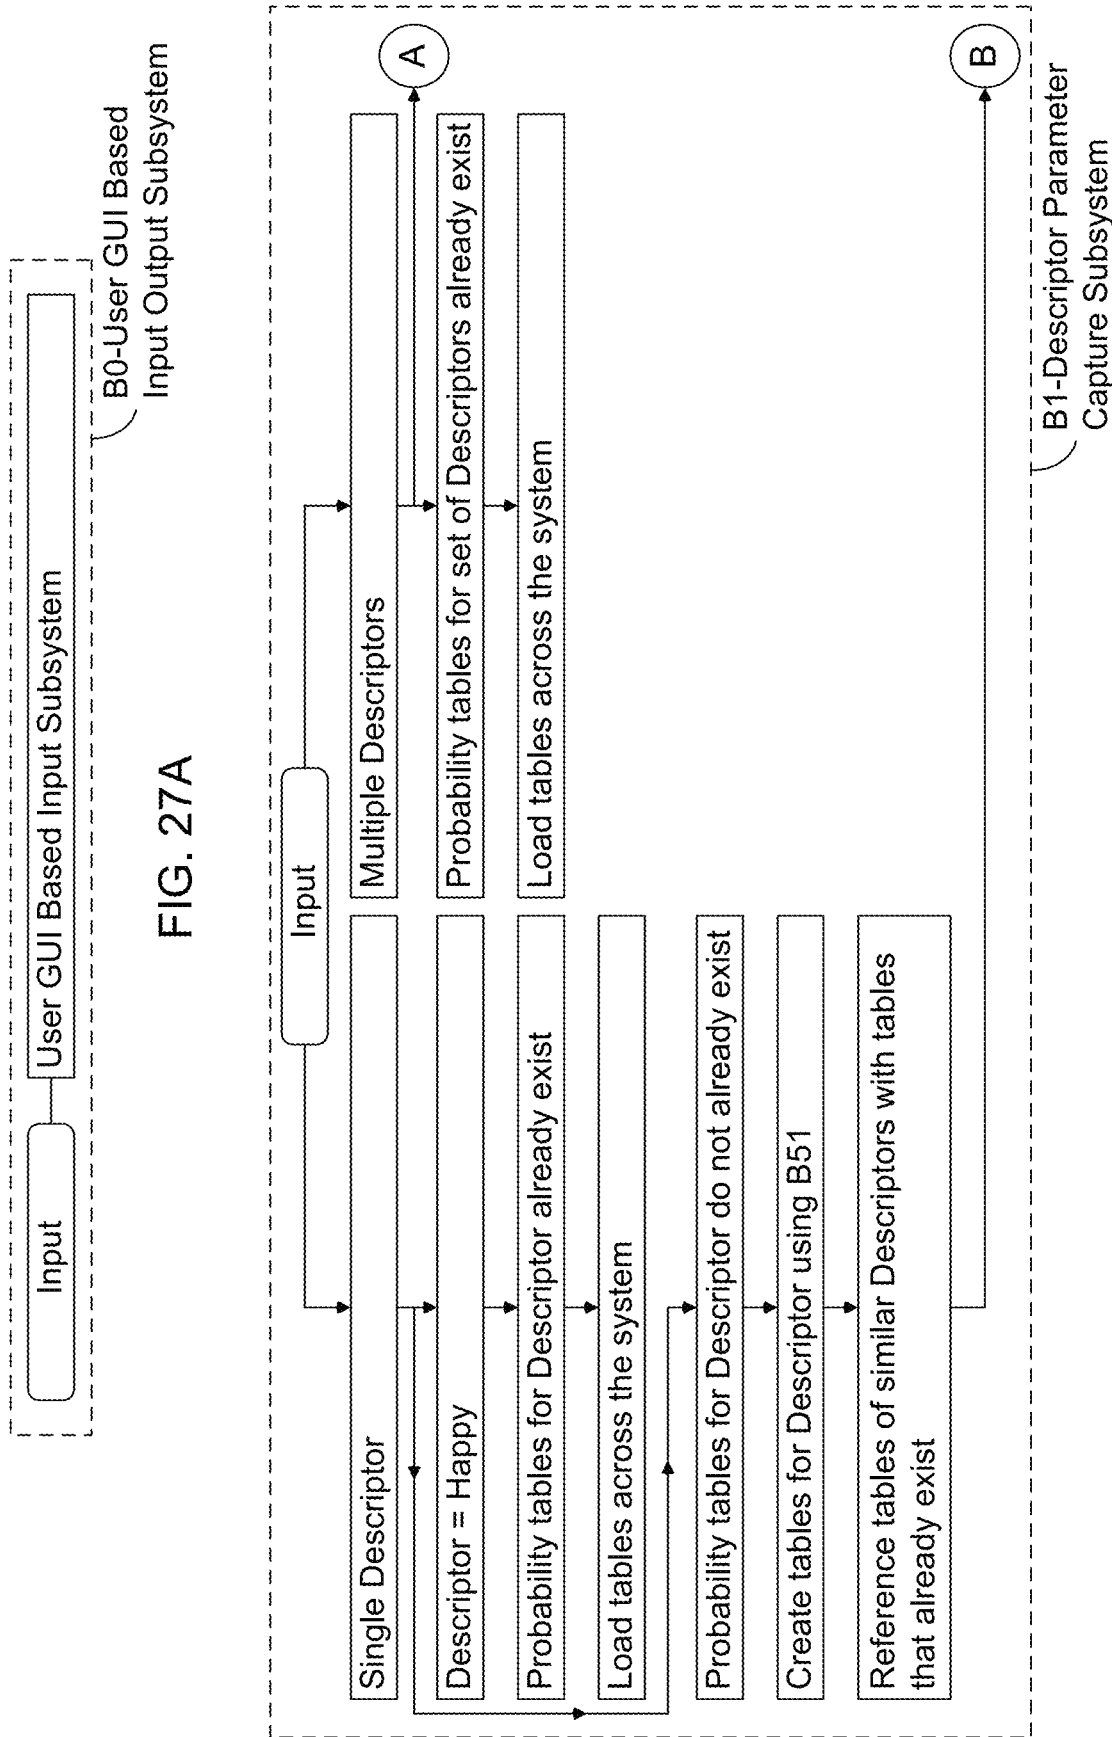 Input
User GUI Based Input Subsystem
B0-User GUI Based
Input Output Subsystem
FIG. 27A
Input
Single Descriptor
Descriptor = Happy
Probability tables for Descriptor already exist
Load tables across the system
Probability tables for Descriptor do not already exist
Create tables for Descriptor using B51
Reference tables of similar Descriptors with tables
that already exist
Multiple Descriptors
Probability tables for set of Descriptors already exist
Load tables across the system
A
B
B1-Descriptor Parameter
Capture Subsystem